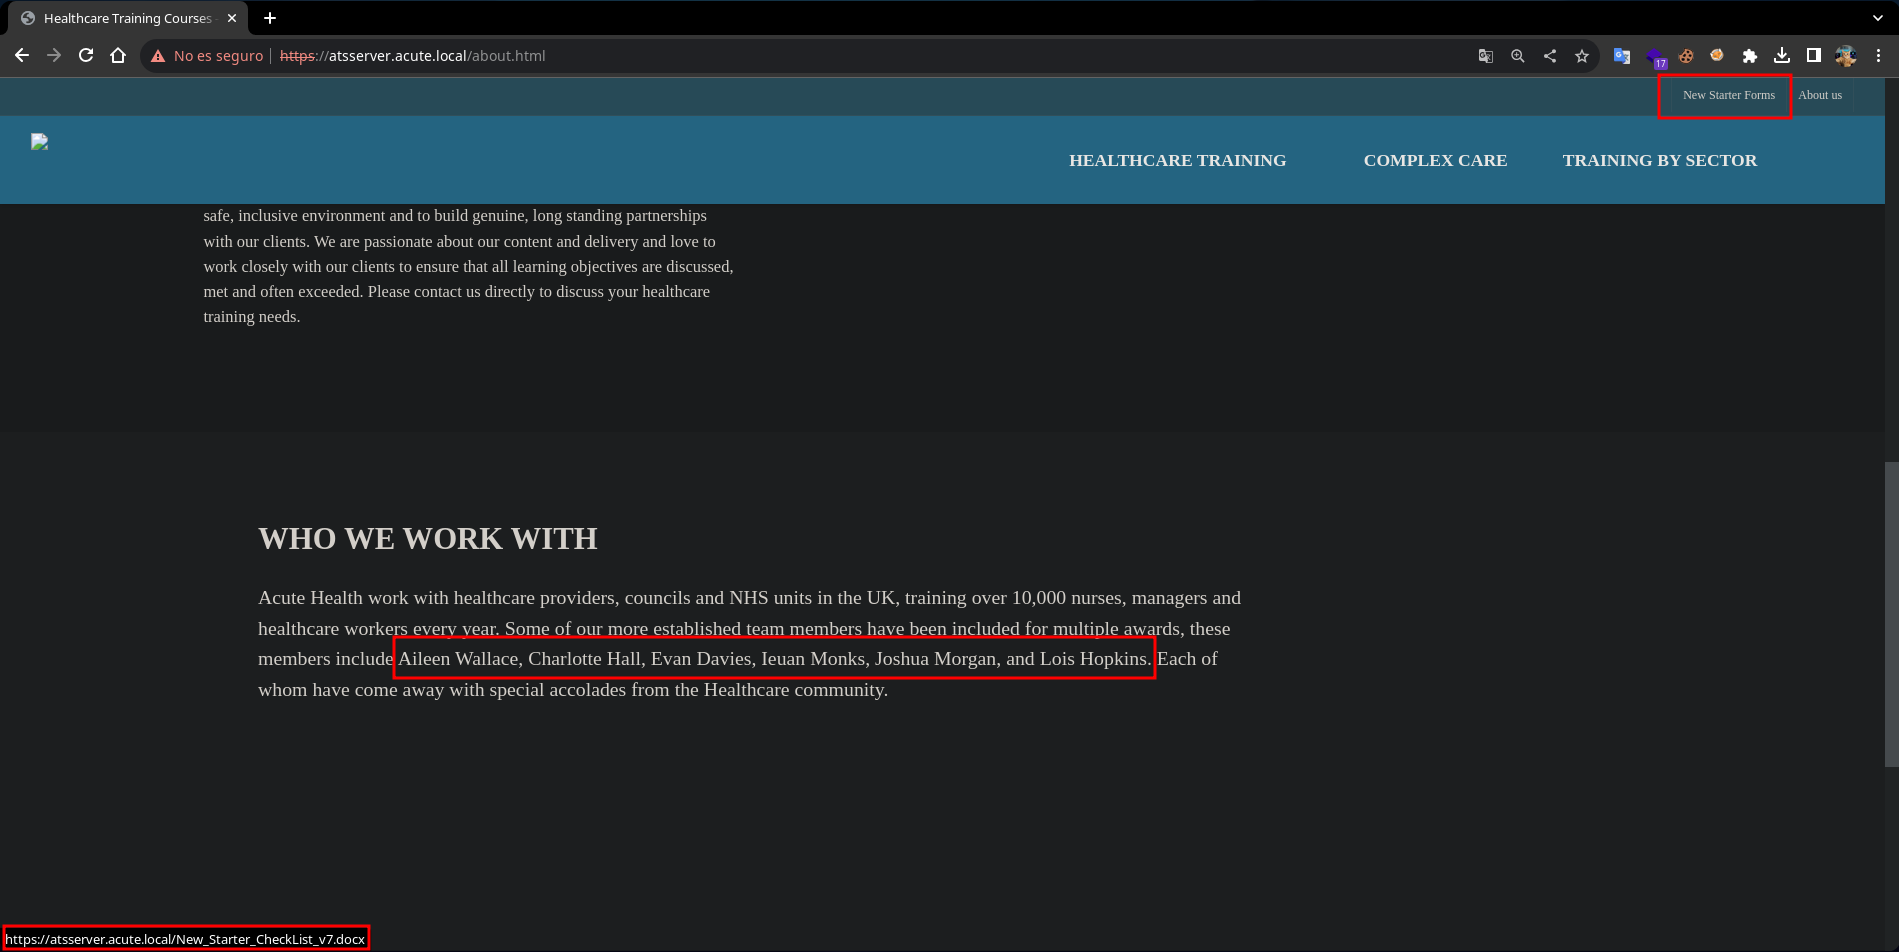 Healthcare Training Courses -
No es seguro
https://atsserver.acute.local/about.html
17
New Starter Forms
About us
HEALTHCARE TRAINING
COMPLEX CARE
TRAINING BY SECTOR
safe, inclusive environment and to build genuine, long standing partnerships
with our clients. We are passionate about our content and delivery and love to
work closely with our clients to ensure that all learning objectives are discussed,
met and often exceeded. Please contact us directly to discuss your healthcare
training needs.
WHO WE WORK WITH
Acute Health work with healthcare providers, councils and NHS units in the UK, training over 10,000 nurses, managers and
healthcare workers every year. Some of our more established team members have been included for multiple awards, these
members include Aileen Wallace, Charlotte Hall, Evan Davies, Ieuan Monks, Joshua Morgan, and Lois Hopkins. Each of
whom have come away with special accolades from the Healthcare community.
https://atsserver.acute.local/New_Starter_CheckList_v7.docx